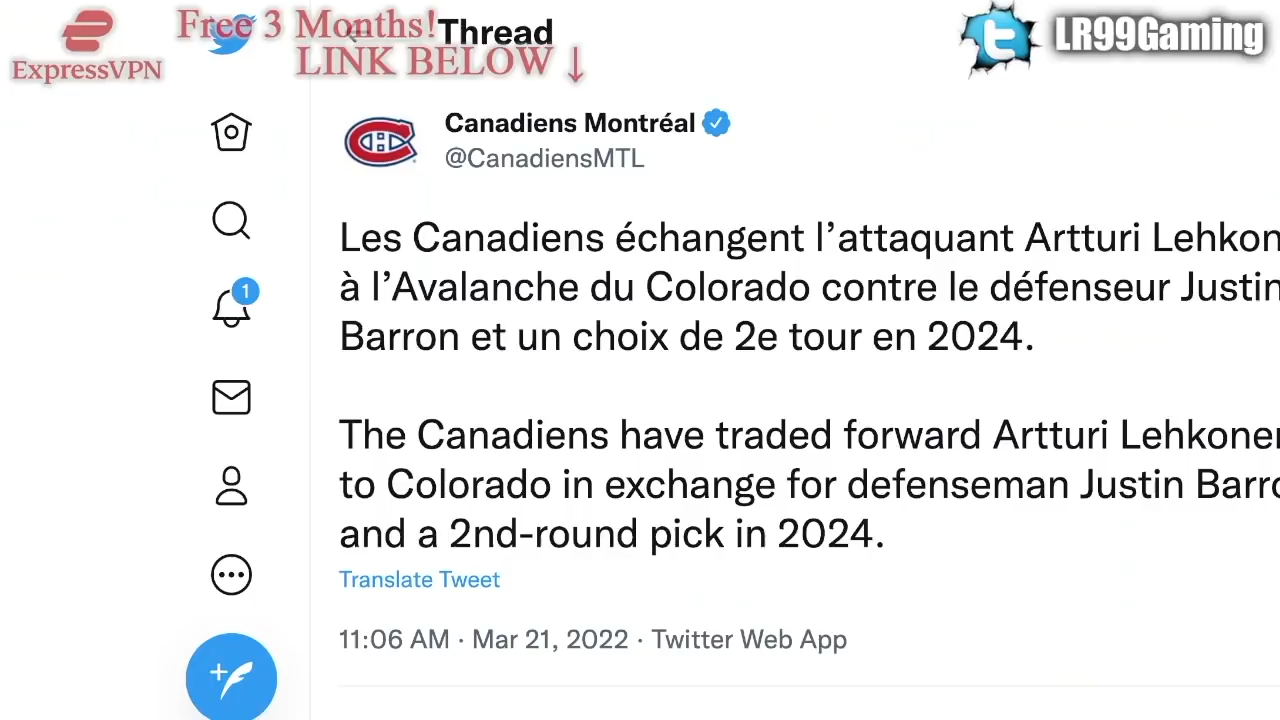 Free 3 Months!
LINK BELOW ↓
ExpressVPN
Thread
LR99Gaming
Canadiens Montréal
@CanadiensMTL
Les Canadiens échangent l’attaquant Artturi
à l’Avalanche du Colorado contre le défenseur Justin
Barron et un choix de 2e tour en 2024.
The Canadiens have traded forward Artturi Lehkonen
to Colorado in exchange for defenseman Justin
and a 2nd-round pick in 2024.
Translate Tweet
11:06 AM · Mar 21, 2022 · Twitter Web App
1